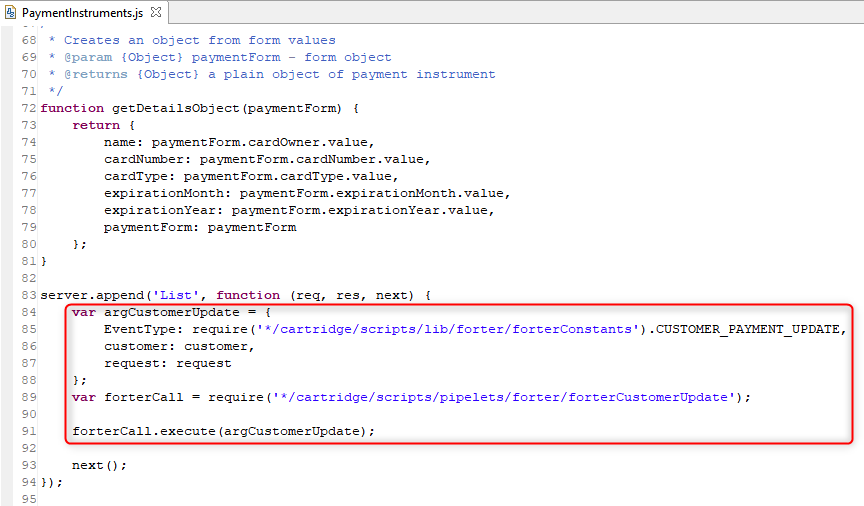 PaymentInstruments.js
68 * Creates an object from form values
69 * @param {Object} paymentForm - form object
70 * @returns {Object} a plain object of payment instrument
71 */
72 function getDetailsObject(paymentForm) {
73     return {
74         name: paymentForm.cardOwner.value,
75         cardNumber: paymentForm.cardNumber.value,
76         cardType: paymentForm.cardType.value,
77         expirationMonth: paymentForm.expirationMonth.value,
78         expirationYear: paymentForm.expirationYear.value,
79         paymentForm: paymentForm
80     };
81 }
82
83 server.append('List', function (req, res, next) {
84     var argCustomerUpdate = {
85         EventType: require('*/cartridge/scripts/lib/forter/forterConstants').CUSTOMER_PAYMENT_UPDATE,
86         customer: customer,
87         request: request
88     };
89     var forterCall = require('*/cartridge/scripts/pipelets/forter/forterCustomerUpdate');
90
91     forterCall.execute(argCustomerUpdate);
92
93     next();
94 });
95